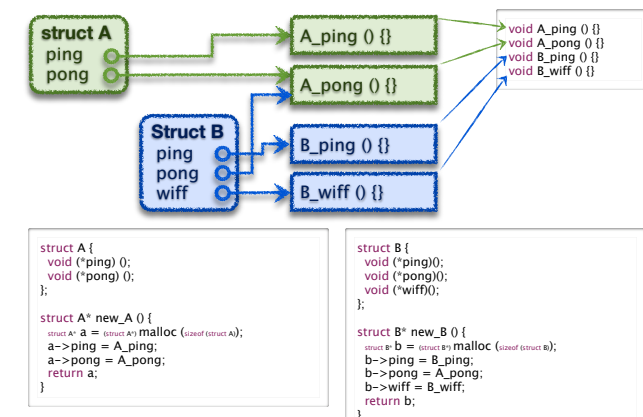 struct A
ping
pong
A_ping () {}
A_pong () {}
void A_ping () {}
void A_pong () {}
void B_ping () {}
void B_wiff () {}
Struct B
ping
pong
wiff
B_ping () {}
B_wiff () {}
struct A {
void (*ping) ();
void (*pong) ();
};
struct A* new_A () {
struct A* a = (struct A*) malloc (sizeof (struct A));
a->ping = A_ping;
a->pong = A_pong;
return a;
}
struct B {
void (*ping)();
void (*pong)();
void (*wiff)();
};
struct B* new_B () {
struct B* b = (struct B*) malloc (sizeof (struct B));
b->ping = B_ping;
b->pong = A_pong;
b->wiff = B_wiff;
return b;
}